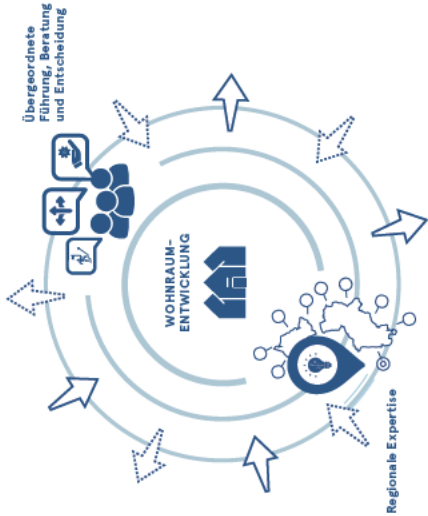 Übergeordnete
Führung, Beratung
und Entscheidung
WOHNRAUM-
ENTWICKLUNG
Regionale Expertise